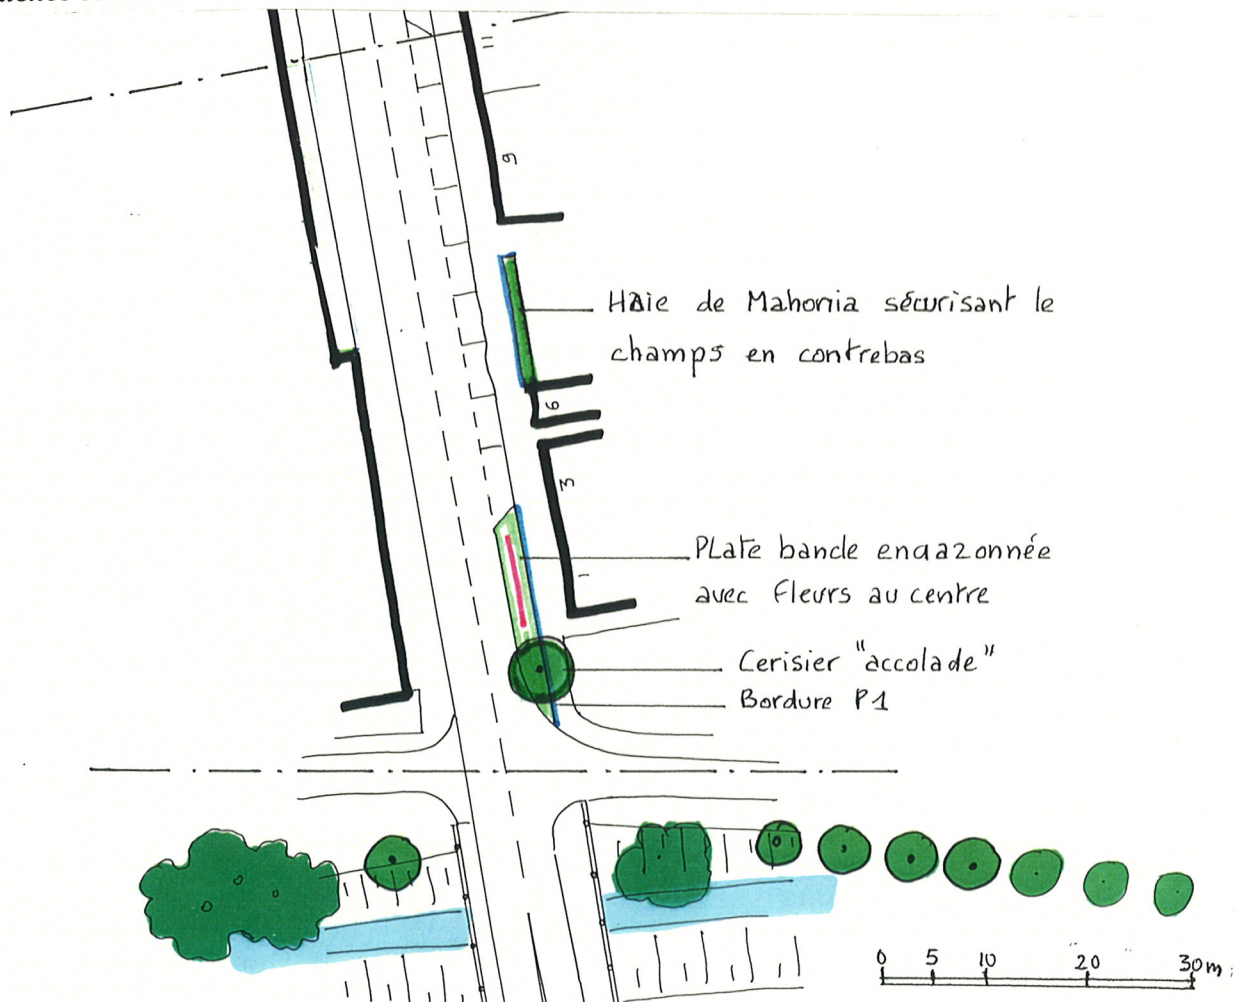 9
HAie de Mahonia sécurisant le
champs en contrebas
6
3
PLate bande engazonnée
avec fleurs au centre
1
Cerisier "accolade"
Bordure P1
0 5 10 20 30m